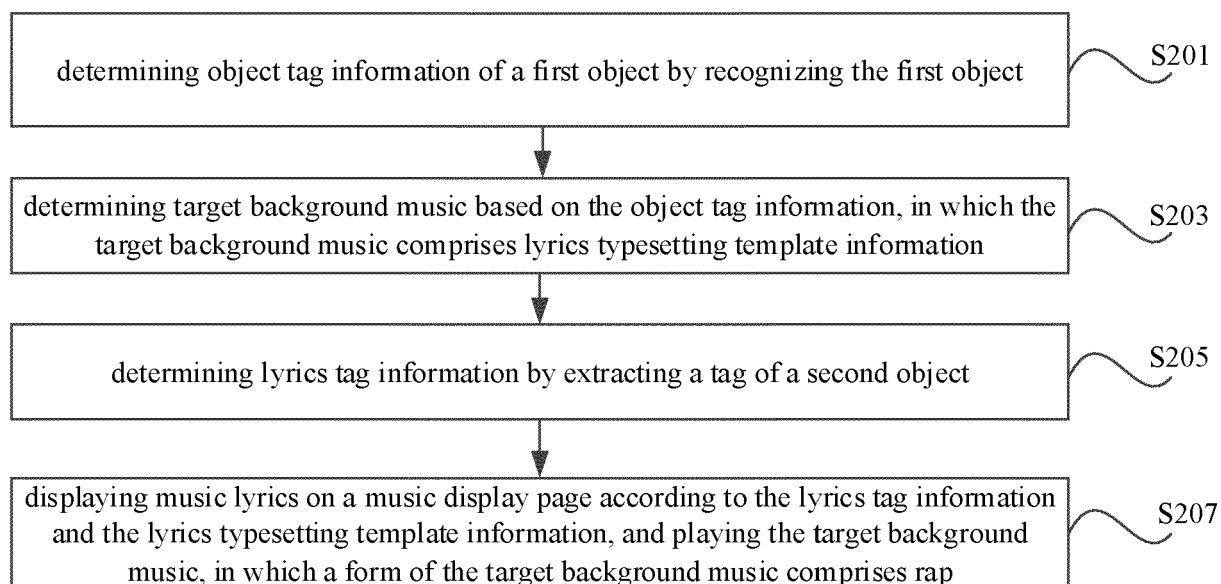 determining object tag information of a first object by recognizing the first object
S201
determining target background music based on the object tag information, in which the
target background music comprises lyrics typesetting template information
S203
determining lyrics tag information by extracting a tag of a second object
S205
displaying music lyrics on a music display page according to the lyrics tag information
and the lyrics typesetting template information, and playing the target background
music, in which a form of the target background music comprises rap
S207